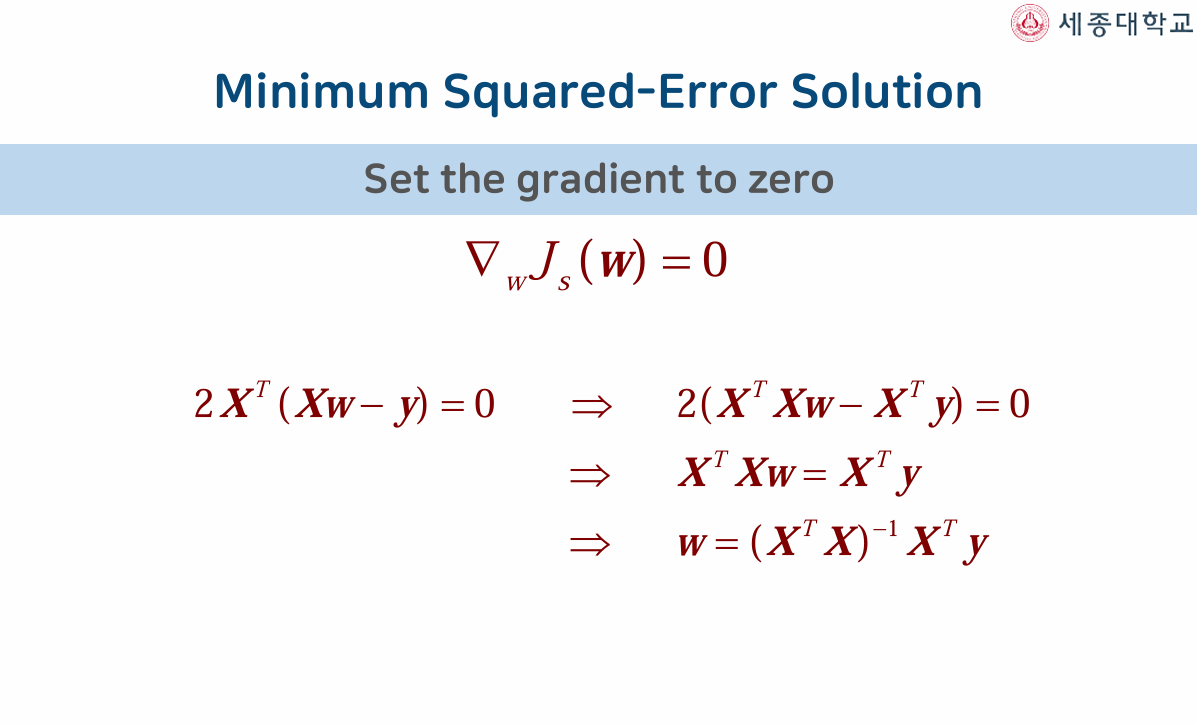 세종대학교
Minimum Squared-Error Solution
Set the gradient to zero
∇_w J_s (w) = 0
2X^T (Xw − y) = 0 ⇒ 2(X^T Xw − X^T y) = 0
⇒ X^T Xw = X^T y
⇒ w = (X^T X)^−1 X^T y